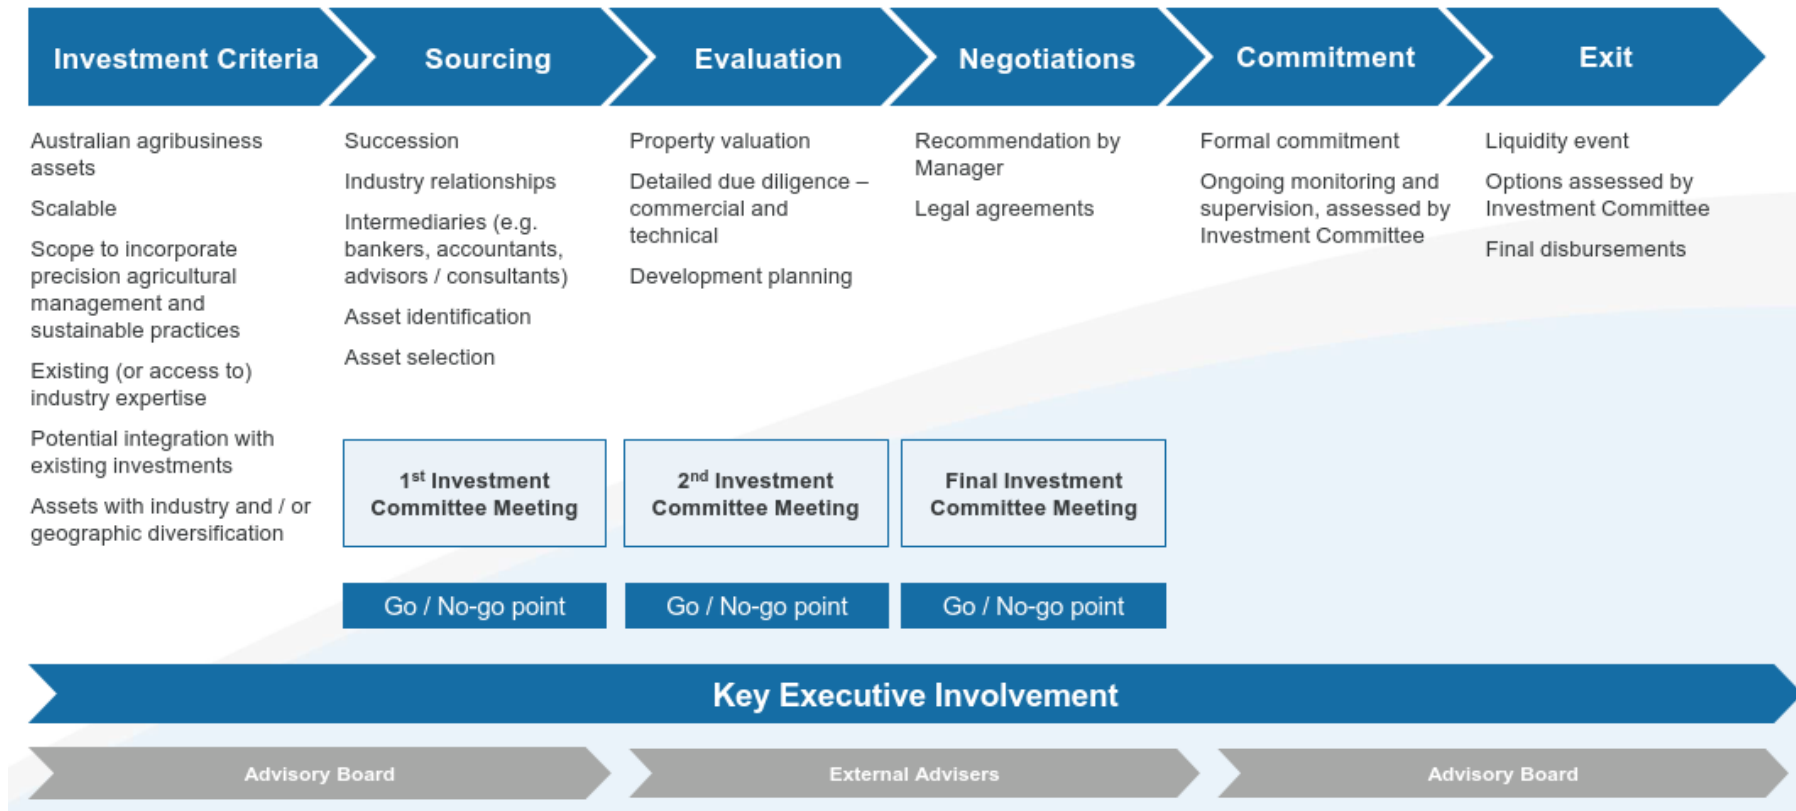 Investment Criteria
Sourcing
Evaluation
Negotiations
Commitment
Exit
Australian agribusiness
assets
Scalable
Scope to incorporate
precision agricultural
management and
sustainable practices
Existing (or access to)
industry expertise
Potential integration with
existing investments
Assets with industry and / or
geographic diversification
Succession
Industry relationships
Intermediaries (e.g.
bankers, accountants,
advisors / consultants)
Asset identification
Asset selection
Property valuation
Detailed due diligence –
commercial and
technical
Development planning
Recommendation by
Manager
Legal agreements
Formal commitment
Ongoing monitoring and
supervision, assessed by
Investment Committee
Liquidity event
Options assessed by
Investment Committee
Final disbursements
1st Investment
Committee Meeting
2nd Investment
Committee Meeting
Final Investment
Committee Meeting
Go / No-go point
Go / No-go point
Go / No-go point
Key Executive Involvement
Advisory Board
External Advisers
Advisory Board